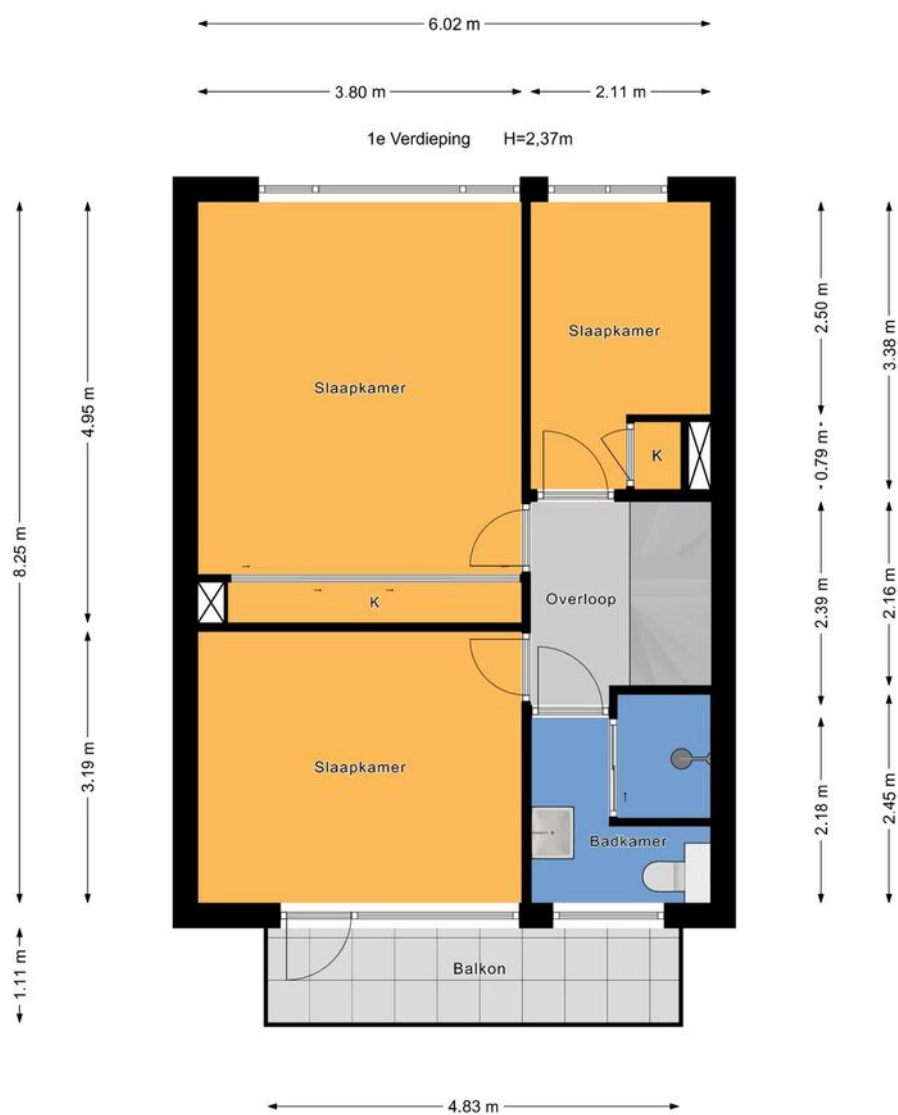 6.02 m
3.80 m
2.11 m
1e Verdieping H=2,37m
8.25 m
4.95 m
3.19 m
1.11 m
2.50 m
0.79 m
2.39 m
2.18 m
3.38 m
2.16 m
2.45 m
Slaapkamer
Slaapkamer
K
K
Overloop
Slaapkamer
Badkamer
Balkon
4.83 m